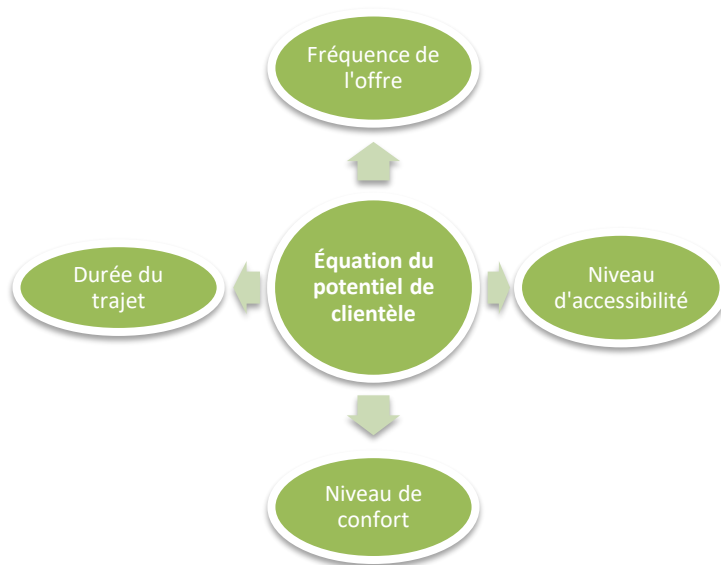 Fréquence de
l'offre
Durée du
trajet
Équation du
potentiel de
clientèle
Niveau
d'accessibilité
Niveau de
confort